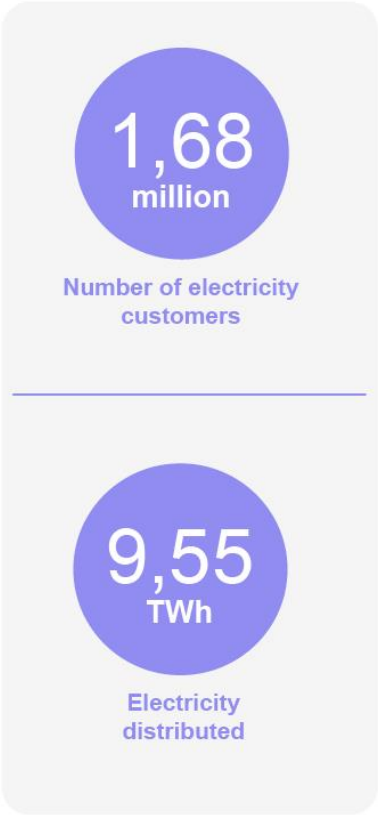 1,68
million
Number of electricity
customers
9,55
TWh
Electricity
distributed